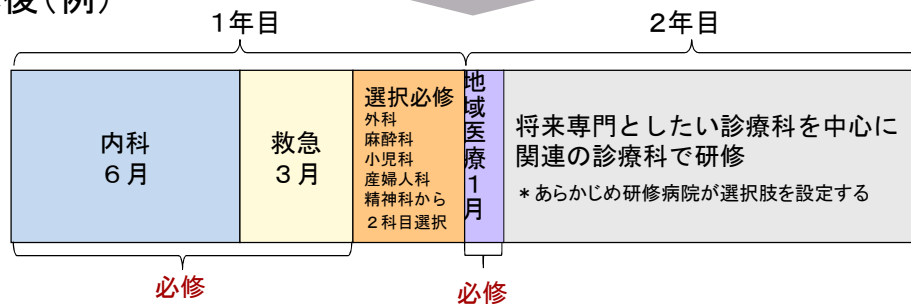 後(例)
1年目
2年目
内科
6月
救急
3月
選択必修
外科
麻酔科
小児科
産婦人科
精神科から
2科目選択
地域医療1月
将来専門としたい診療科を中心に
関連の診療科で研修
*あらかじめ研修病院が選択肢を設定する
必修
必修